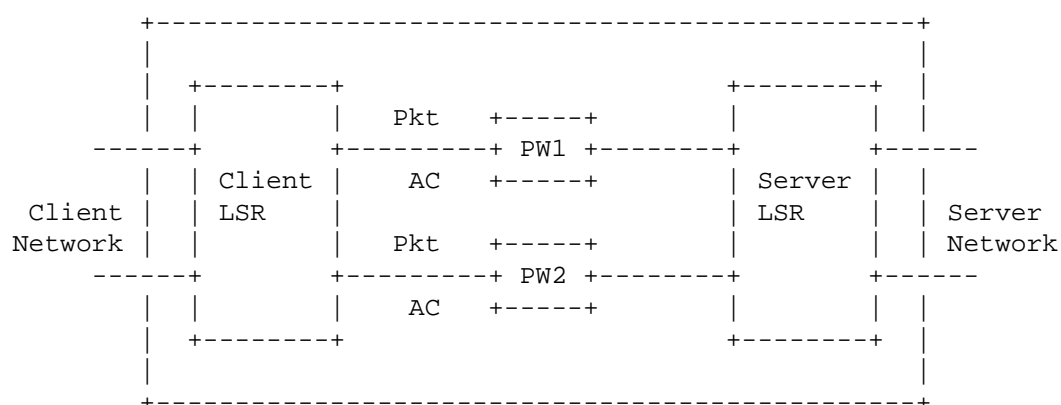 Pkt
PW1
Client AC Server
Client LSR LSR Server
Network Pkt Network
PW2
AC